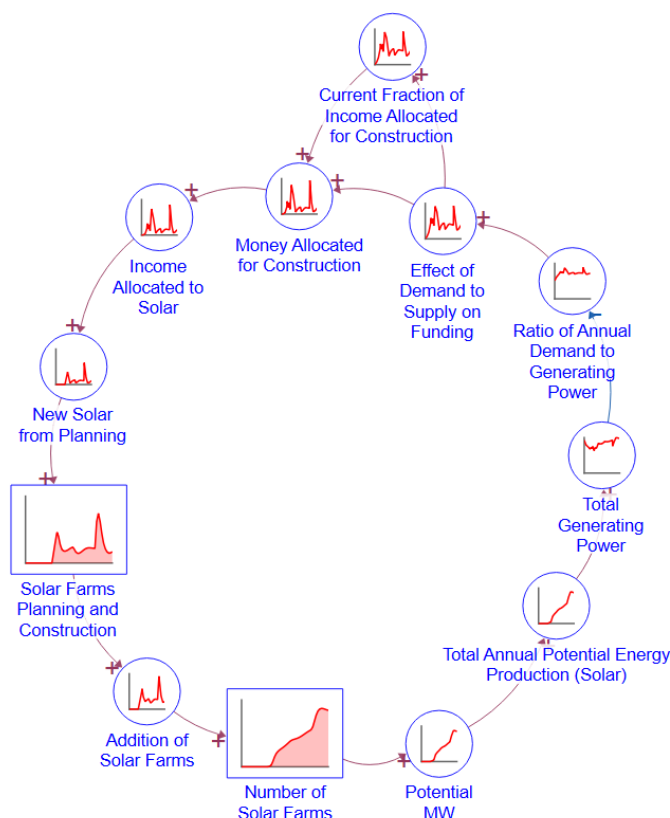 Current Fraction of
Income Allocated
for Construction
Money Allocated
for Construction
Effect of
Demand to
Supply on
Funding
Income
Allocated to
Solar
Ratio of Annual
Demand to
Generating
Power
New Solar
from Planning
Total
Generating
Power
Solar Farms
Planning and
Construction
Total Annual Potential Energy
Production (Solar)
Addition of
Solar Farms
Number of
Solar Farms
Potential
MW